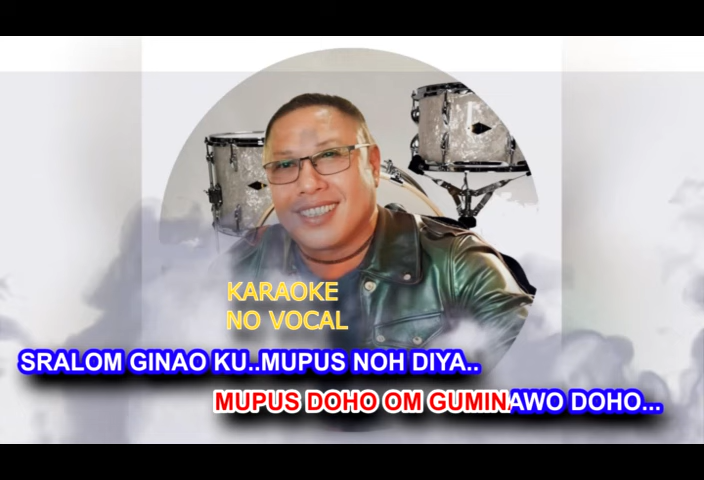 KARAOKE
NO VOCAL
SRALOM GINAO KU..MUPUS NOH DIYA..
MUPUS DOHO OM GUMINAWO DOHO...